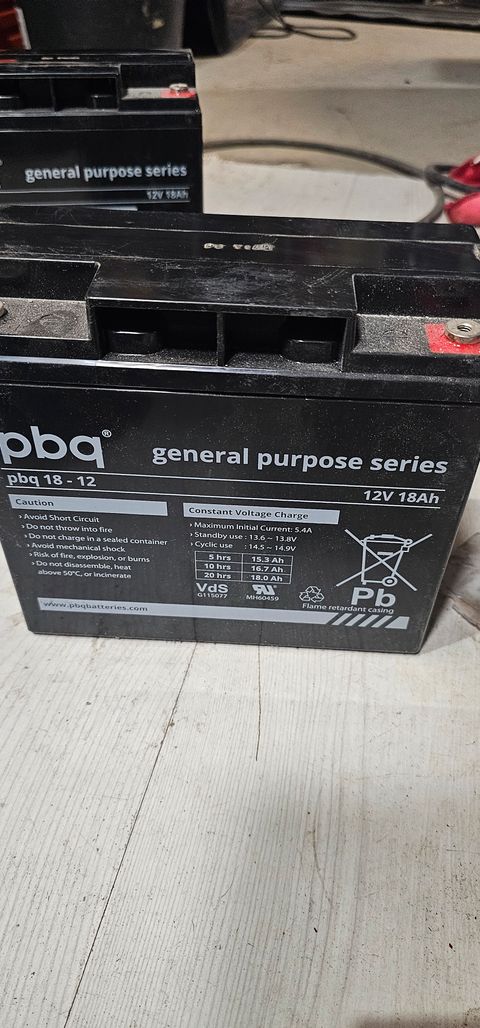 general purpose series
12V 18Ah
pbq®
general purpose series
pbq 18 - 12
12V 18Ah
Caution
› Avoid Short Circuit
› Do not throw into fire
› Do not charge in a sealed container
› Avoid mechanical shock
› Risk of fire, explosion, or burns
› Do not disassemble, heat
above 50°C, or incinerate
Constant Voltage Charge
› Maximum Initial Current: 5.4A
› Standby use : 13.6 ~ 13.8V
› Cyclic use : 14.5 ~ 14.9V
5 hrs 15.3 Ah
10 hrs 16.7 Ah
20 hrs 18.0 Ah
VdS
G115077
MH60459
Pb
Flame retardant casing
www.pbqbatteries.com